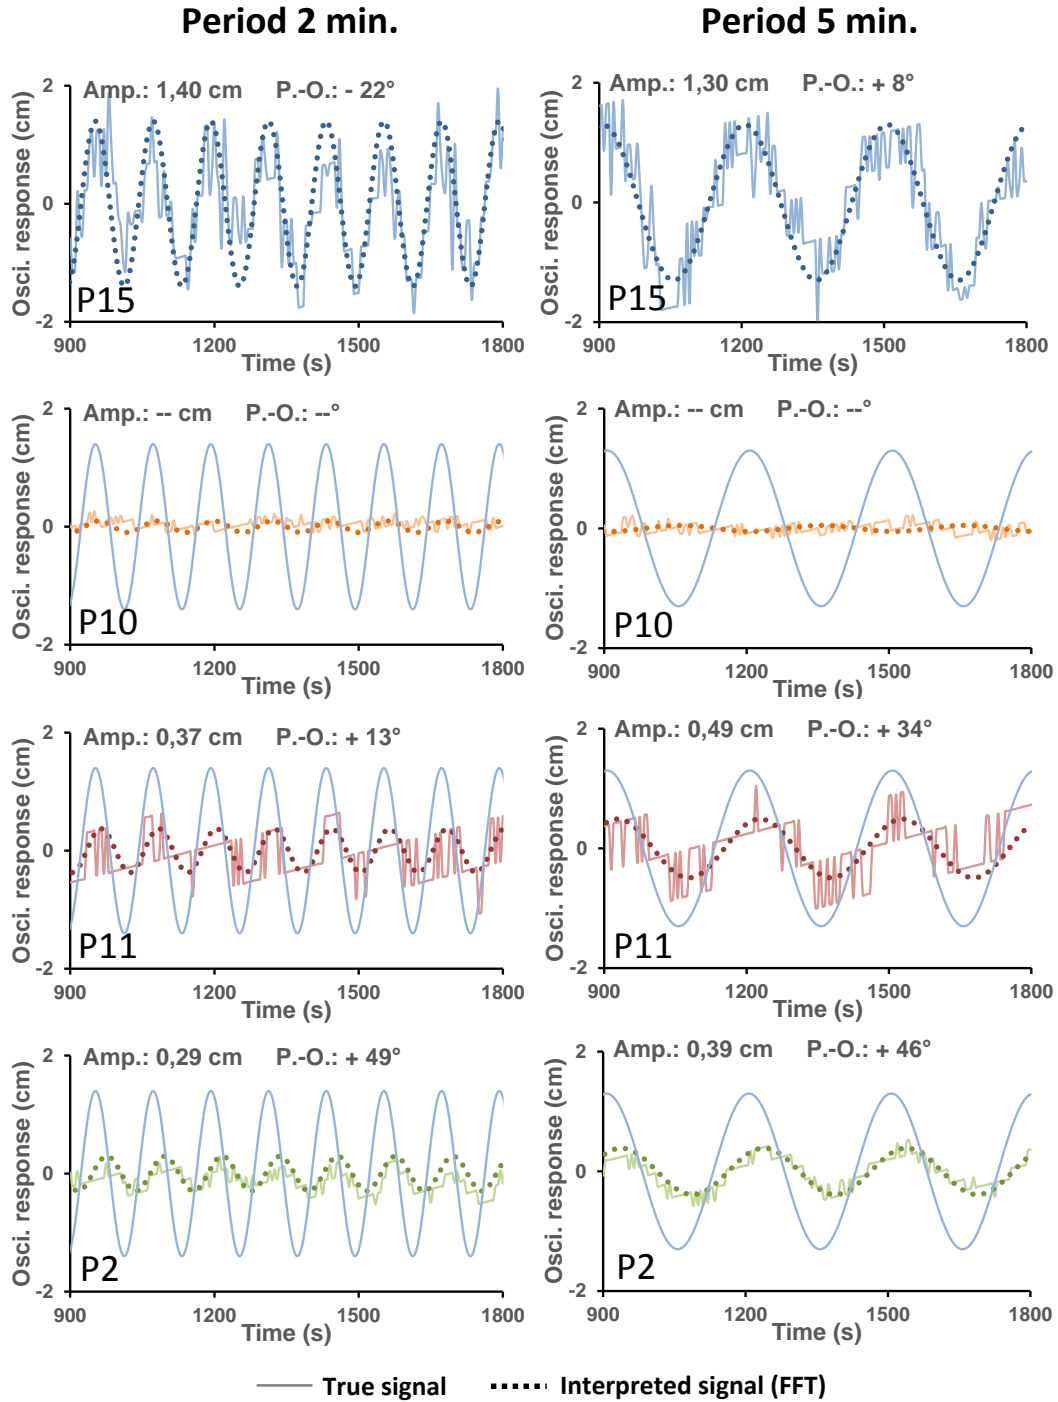 Period 2 min.
Period 5 min.
Amp.: 1,40 cm P.-O.: - 22°
Osci. response (cm)
2
0
-2
P15
900 1200 1500 1800
Time (s)
Amp.: 1,30 cm P.-O.: + 8°
Osci. response (cm)
2
0
-2
P15
900 1200 1500 1800
Time (s)
Amp.: -- cm P.-O.: --°
Osci. response (cm)
2
0
-2
P10
900 1200 1500 1800
Time (s)
Amp.: -- cm P.-O.: --°
Osci. response (cm)
2
0
-2
P10
900 1200 1500 1800
Time (s)
Amp.: 0,37 cm P.-O.: + 13°
Osci. response (cm)
2
0
-2
P11
900 1200 1500 1800
Time (s)
Amp.: 0,49 cm P.-O.: + 34°
Osci. response (cm)
2
0
-2
P11
900 1200 1500 1800
Time (s)
Amp.: 0,29 cm P.-O.: + 49°
Osci. response (cm)
2
0
-2
P2
900 1200 1500 1800
Time (s)
Amp.: 0,39 cm P.-O.: + 46°
Osci. response (cm)
2
0
-2
P2
900 1200 1500 1800
Time (s)
True signal
Interpreted signal (FFT)